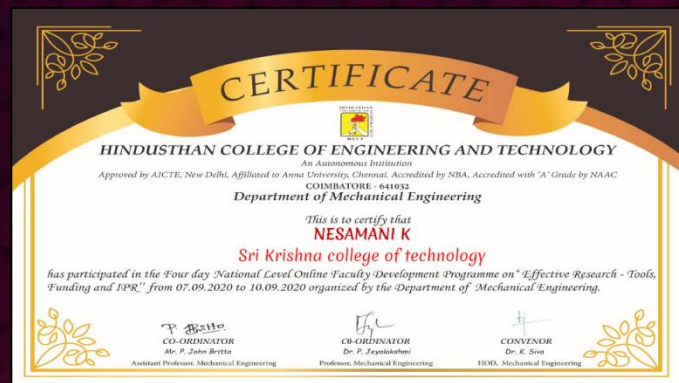 CERTIFICATE
HINDUSTHAN COLLEGE OF ENGINEERING AND TECHNOLOGY
An Autonomous Institution
Approved by AICTE, New Delhi, Affiliated to Anna University, Chennai. Accredited by NBA, Accredited with 'A' Grade by NAAC
COIMBATORE - 641032
Department of Mechanical Engineering
This is to certify that
NESAMANI K
Sri Krishna college of technology
has participated in the Four day National Level Online Faculty Development Programme on" Effective Research - Tools,
Funding and IPR'' from 07.09.2020 to 10.09.2020 organized by the Department of Mechanical Engineering.
CO-ORDINATOR CO-ORDINATOR CONVENOR
Mr. P. John Britto Dr. P. Jeyalakshmi Dr. K. Siva
Assistant Professor, Mechanical Engineering Professor, Mechanical Engineering HOD, Mechanical Engineering